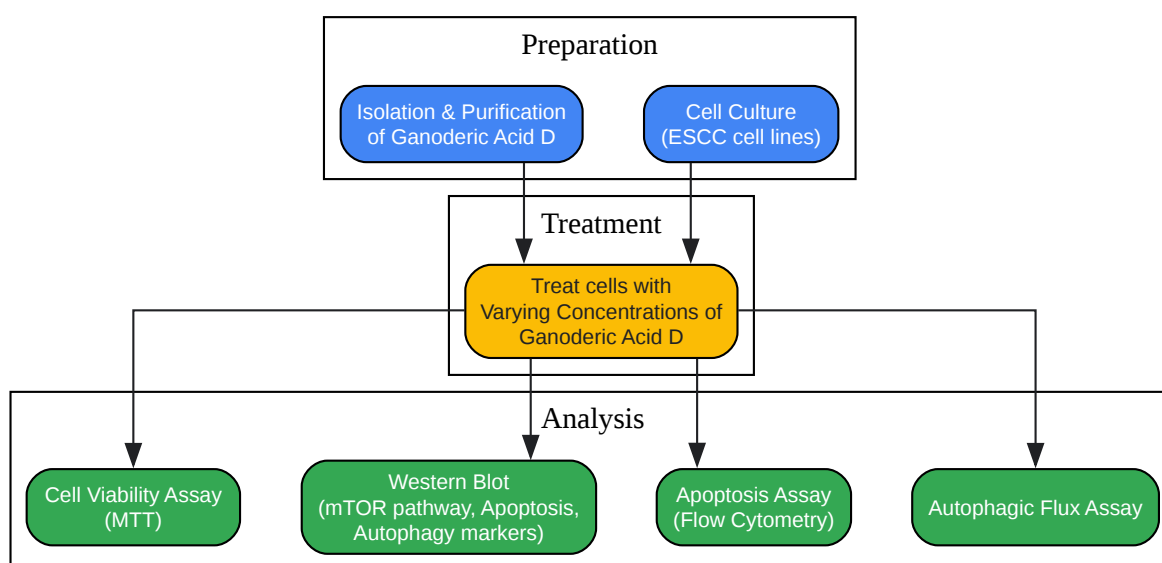 Preparation
Isolation & Purification
of Ganoderic Acid D
Cell Culture
(ESCC cell lines)
Treatment
Treat cells with
Varying Concentrations of
Ganoderic Acid D
Analysis
Cell Viability Assay
(MTT)
Western Blot
(mTOR pathway, Apoptosis,
Autophagy markers)
Apoptosis Assay
(Flow Cytometry)
Autophagic Flux Assay